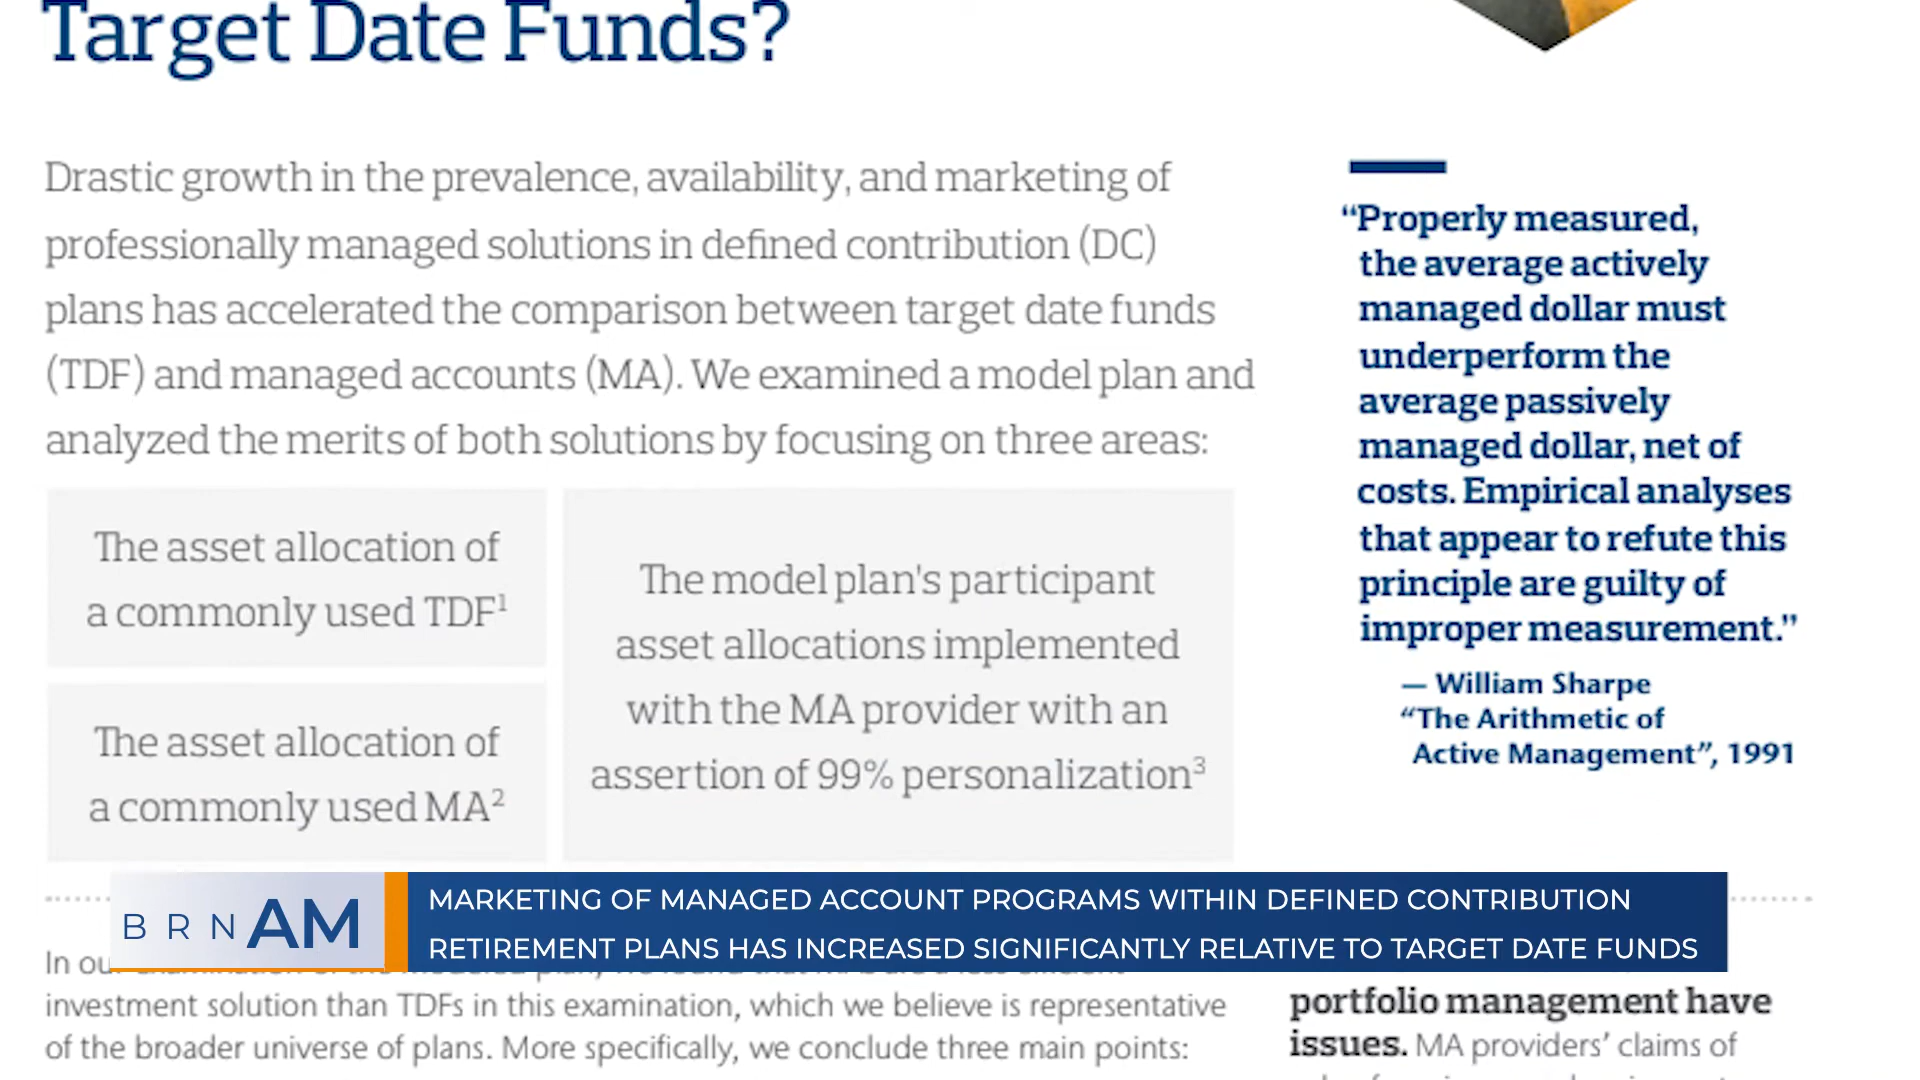 Target Date Funds?
Drastic growth in the prevalence, availability, and marketing of
professionally managed solutions in defined contribution (DC)
plans has accelerated the comparison between target date funds
(TDF) and managed accounts (MA). We examined a model plan and
analyzed the merits of both solutions by focusing on three areas:
The asset allocation of
a commonly used TDF¹
The asset allocation of
a commonly used MA²
The model plan's participant
asset allocations implemented
with the MA provider with an
assertion of 99% personalization³
“Properly measured,
the average actively
managed dollar must
underperform the
average passively
managed dollar, net of
costs. Empirical analyses
that appear to refute this
principle are guilty of
improper measurement.”
— William Sharpe
“The Arithmetic of
Active Management”, 1991
BRN AM
MARKETING OF MANAGED ACCOUNT PROGRAMS WITHIN DEFINED CONTRIBUTION
RETIREMENT PLANS HAS INCREASED SIGNIFICANTLY RELATIVE TO TARGET DATE FUNDS
In
investment solution than TDFs in this examination, which we believe is representative
of the broader universe of plans. More specifically, we conclude three main points:
portfolio management have
issues. MA providers’ claims of